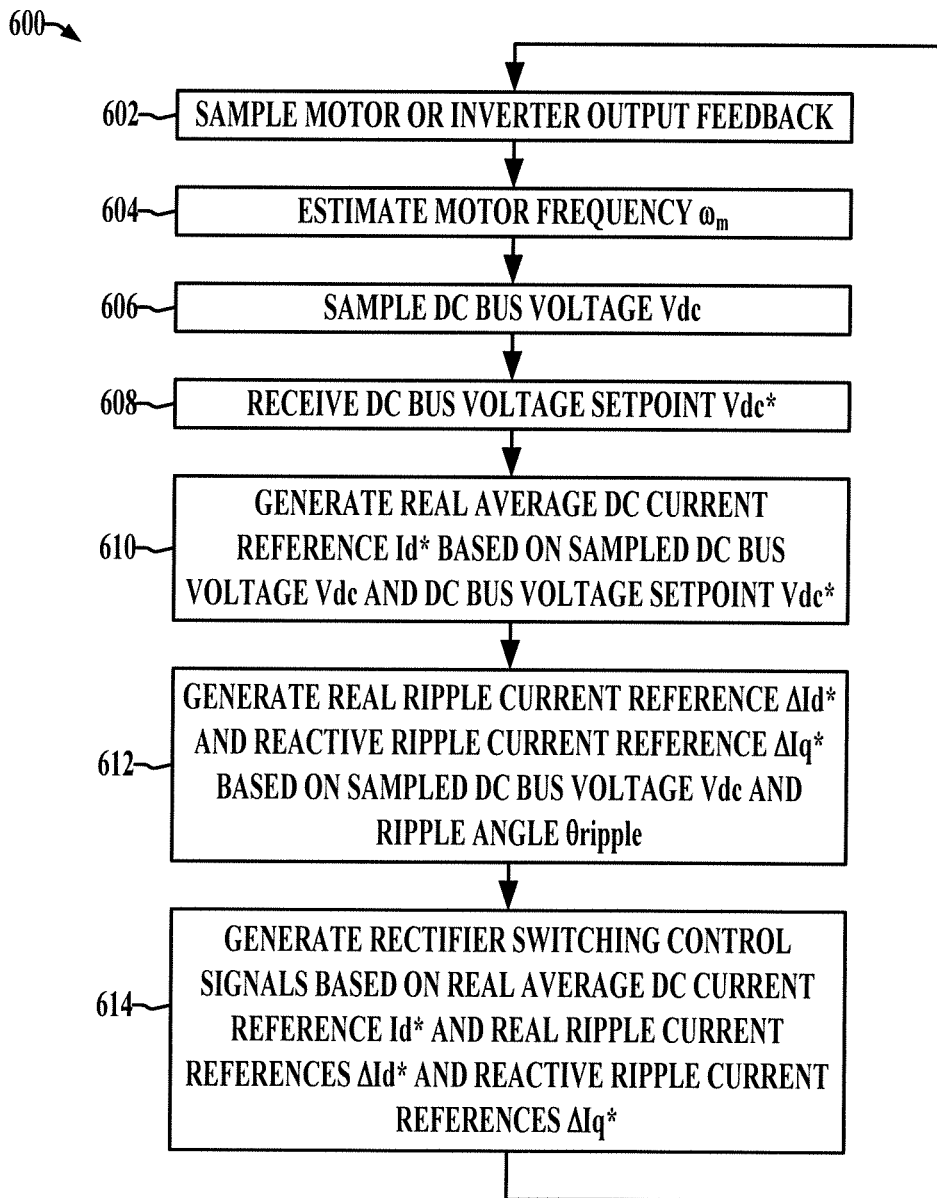 600
602
SAMPLE MOTOR OR INVERTER OUTPUT FEEDBACK
604
ESTIMATE MOTOR FREQUENCY ωm
606
SAMPLE DC BUS VOLTAGE Vdc
608
RECEIVE DC BUS VOLTAGE SETPOINT Vdc*
610
GENERATE REAL AVERAGE DC CURRENT
REFERENCE Id* BASED ON SAMPLED DC BUS
VOLTAGE Vdc AND DC BUS VOLTAGE SETPOINT Vdc*
612
GENERATE REAL RIPPLE CURRENT REFERENCE ΔId*
AND REACTIVE RIPPLE CURRENT REFERENCE ΔIq*
BASED ON SAMPLED DC BUS VOLTAGE Vdc AND
RIPPLE ANGLE θripple
614
GENERATE RECTIFIER SWITCHING CONTROL
SIGNALS BASED ON REAL AVERAGE DC CURRENT
REFERENCE Id* AND REAL RIPPLE CURRENT
REFERENCES ΔId* AND REACTIVE RIPPLE CURRENT
REFERENCES ΔIq*